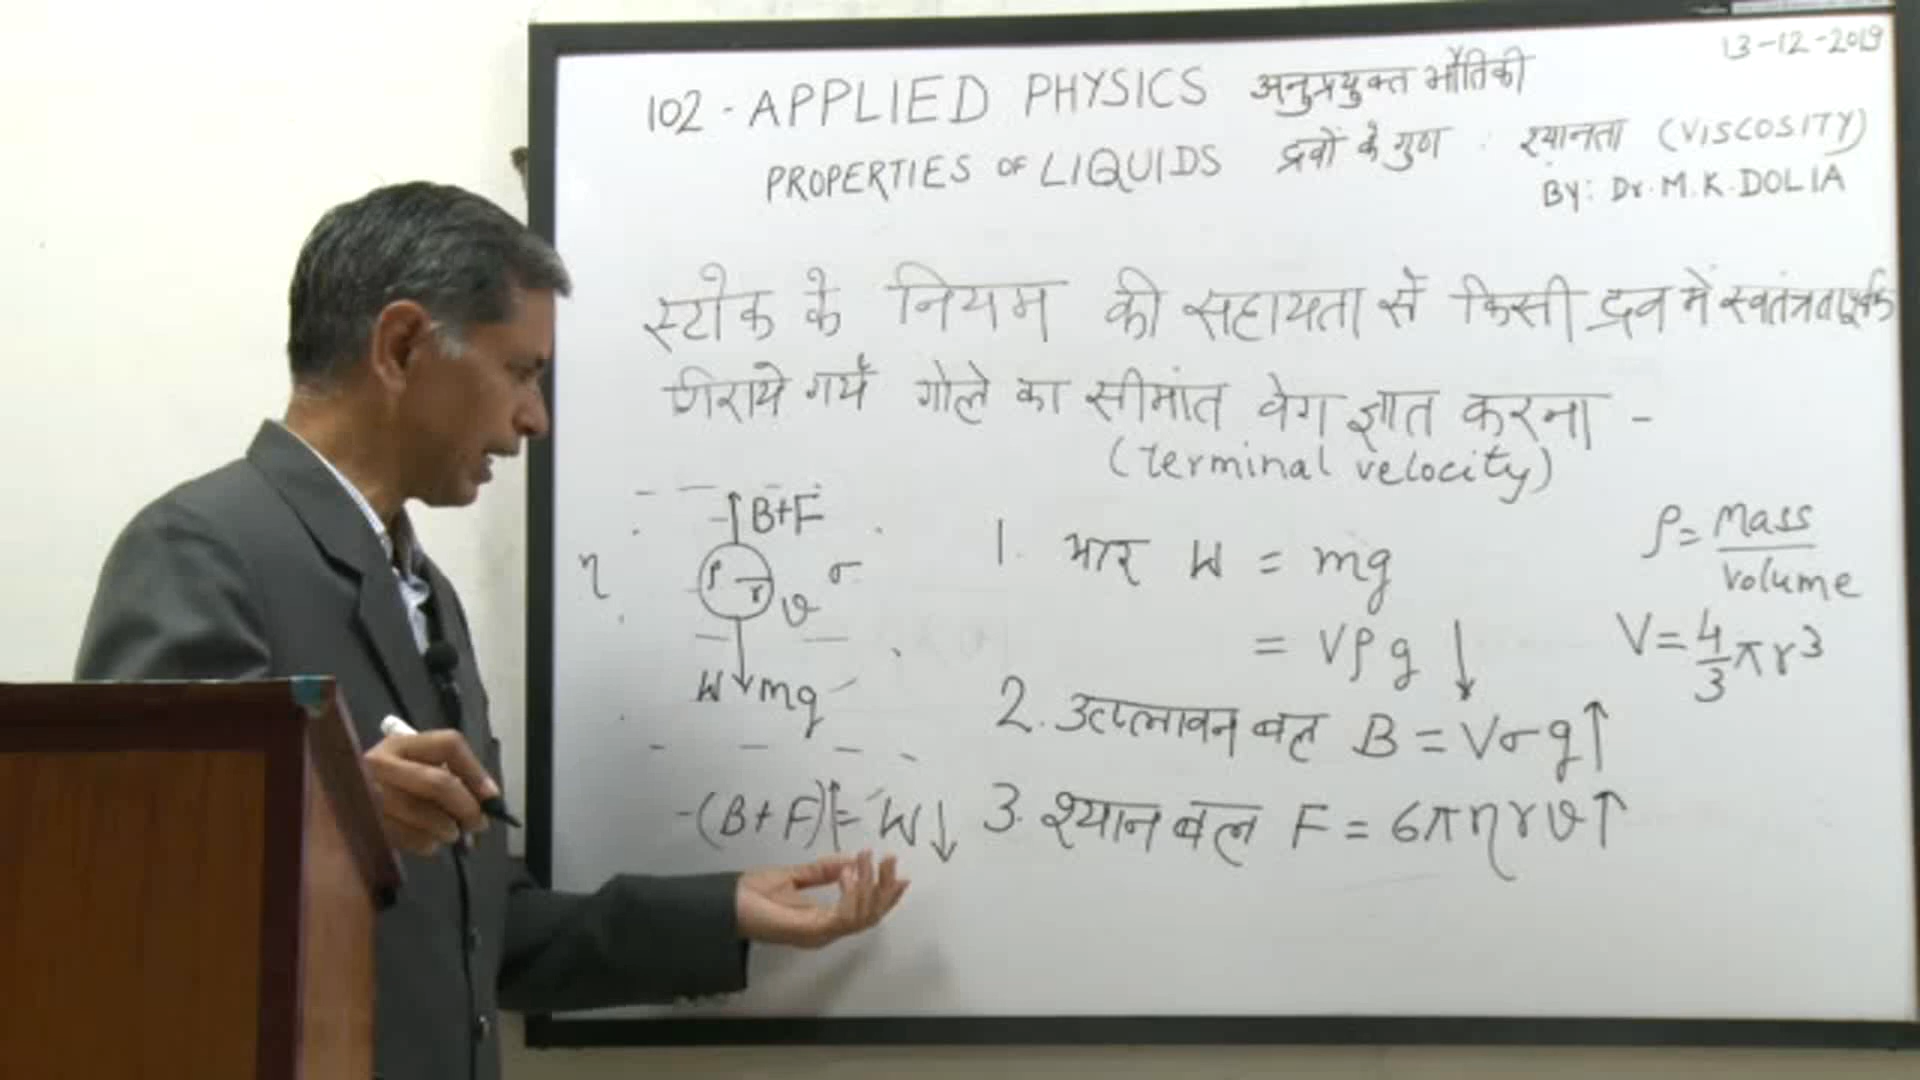 13-12-2019
102 - APPLIED PHYSICS अनुप्रयुक्त भौतिकी
PROPERTIES OF LIQUIDS द्रवों के गुण : श्यानता (VISCOSITY)
BY: Dr. M. K. DOLIA
स्टोक के नियम की सहायता से किसी द्रव में स्वतंत्रतापूर्वक
गिराये गये गोले का सीमांत वेग ज्ञात करना -
(Terminal velocity)
↑ B+F
η ρ r v σ
W ↓ mg
-(B+F)↑= W↓
1. भार W = mg
= Vρg ↓
2. उत्प्लावन बल B = Vσg↑
3. श्यान बल F = 6πηrv↑
ρ = Mass
Volume
V = 4/3 πr³